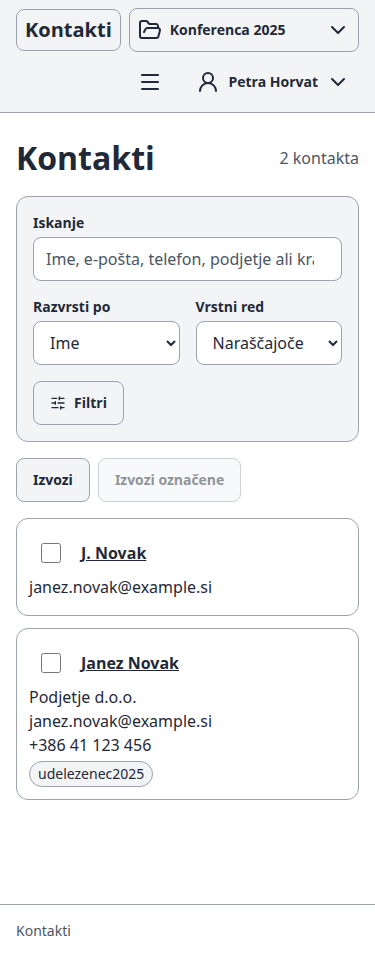 Kontakti
Konferenca 2025
Petra Horvat
Kontakti
2 kontakta
Iskanje
Ime, e-pošta, telefon, podjetje ali kra
Razvrsti po
Vrstni red
Ime
Naraščajoče
Filtri
Izvozi
Izvozi označene
J. Novak
janez.novak@example.si
Janez Novak
Podjetje d.o.o.
janez.novak@example.si
+386 41 123 456
udelezenec2025
Kontakti